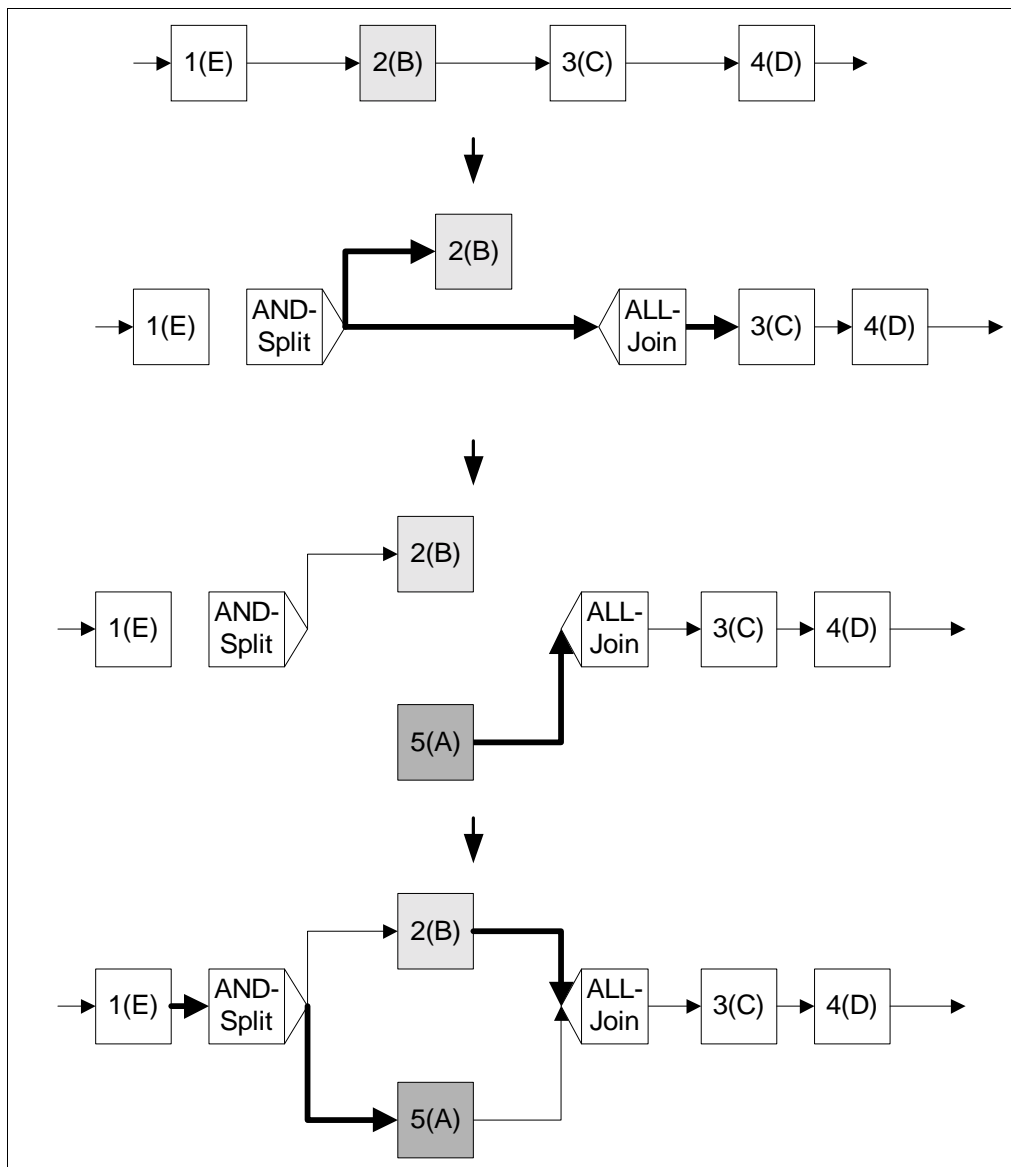 1(E) 2(B) 3(C) 4(D)
2(B)
1(E) AND- ALL- 3(C) 4(D)
Split Join
2(B)
1(E) AND- ALL- 3(C) 4(D)
Split Join
5(A)
2(B)
1(E) AND- ALL- 3(C) 4(D)
Split Join
5(A)